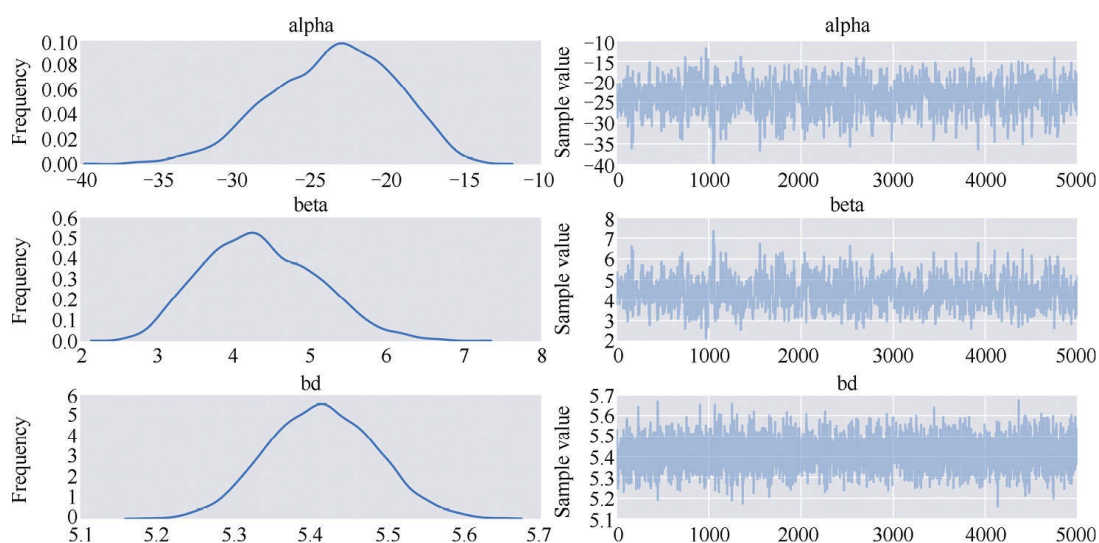 alpha
Frequency
0.10
0.08
0.06
0.04
0.02
0.00
−40 −35 −30 −25 −20 −15 −10
alpha
Sample value
−10
−15
−20
−25
−30
−35
−40
0 1000 2000 3000 4000 5000
beta
Frequency
0.6
0.5
0.4
0.3
0.2
0.1
0.0
2 3 4 5 6 7 8
beta
Sample value
8
7
6
5
4
3
2
0 1000 2000 3000 4000 5000
bd
Frequency
6
5
4
3
2
1
0
5.1 5.2 5.3 5.4 5.5 5.6 5.7
bd
Sample value
5.7
5.6
5.5
5.4
5.3
5.2
5.1
0 1000 2000 3000 4000 5000